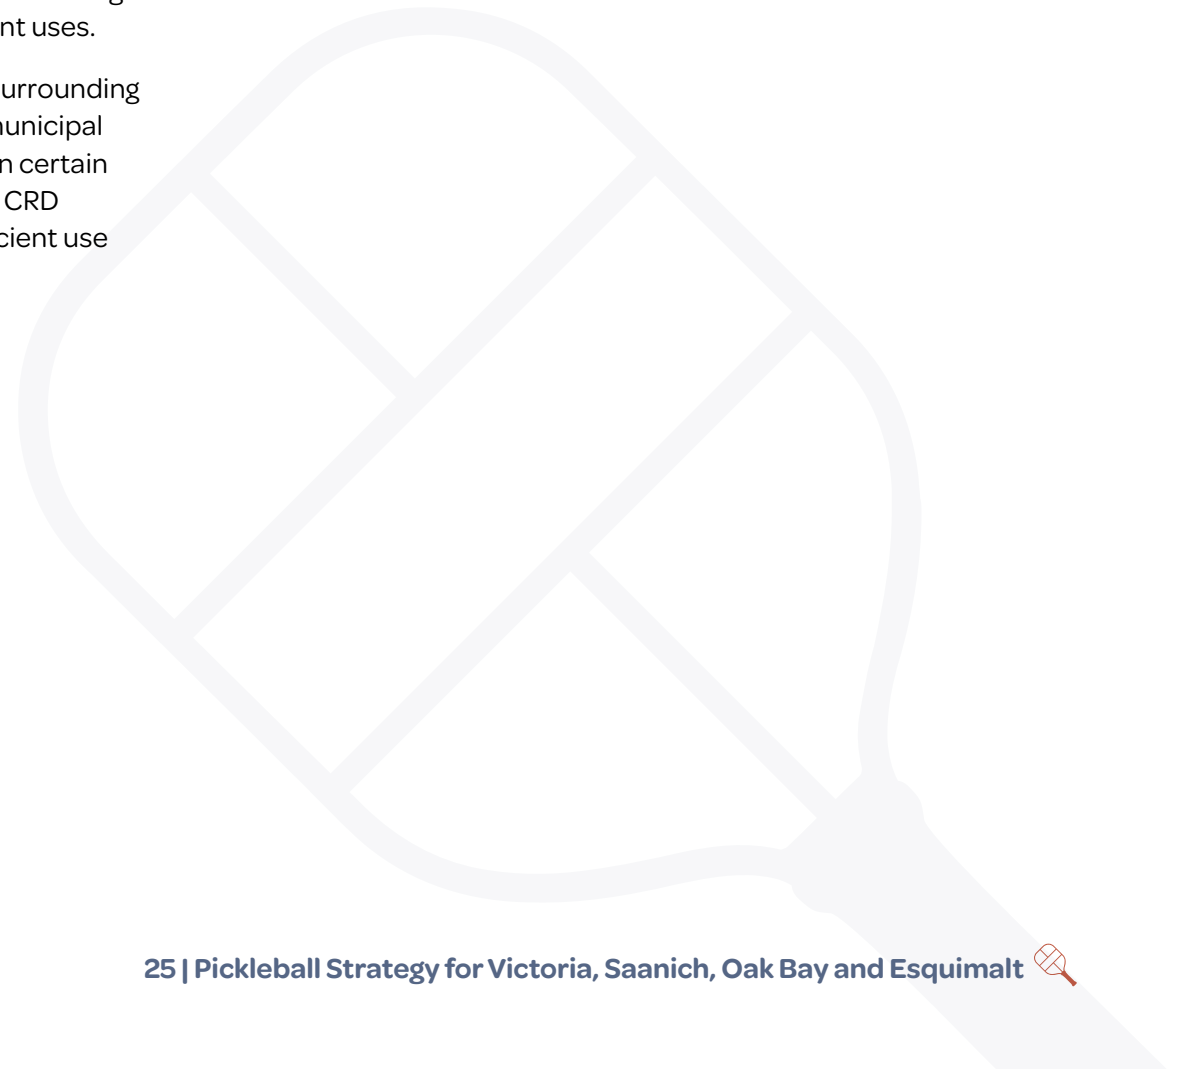 nt uses.
urrounding
unicipal
n certain
CRD
cient use
25 | Pickleball Strategy for Victoria, Saanich, Oak Bay and Esquimalt